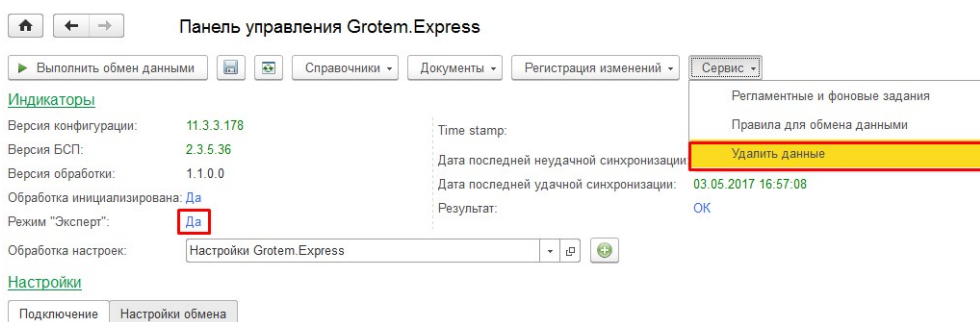 Панель управления Grotem.Express
Выполнить обмен данными Справочники Документы Регистрация изменений Сервис
Регламентные и фоновые задания
Правила для обмена данными
Удалить данные
Индикаторы
Версия конфигурации: 11.3.3.178
Версия БСП: 2.3.5.36
Версия обработки: 1.1.0.0
Обработка инициализирована: Да
Режим "Эксперт": Да
Time stamp:
Дата последней неудачной синхронизации
Дата последней удачной синхронизации: 03.05.2017 16:57:08
Результат: ОК
Обработка настроек: Настройки Grotem.Express
Настройки
Подключение Настройки обмена